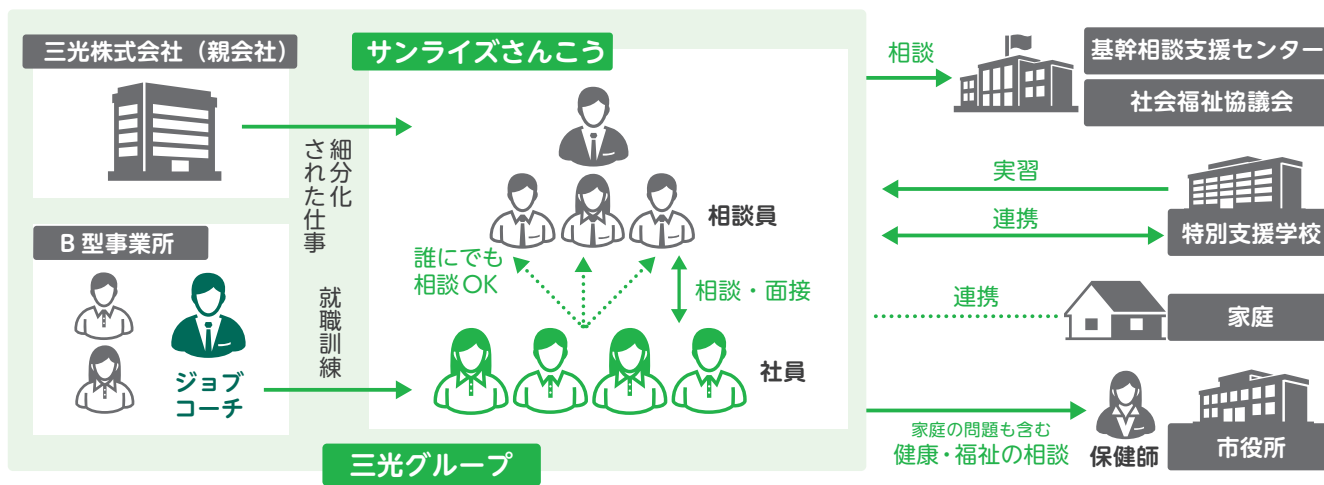 三光株式会社（親会社）
サンライズさんこう
細分化
された仕事
B型事業所
ジョブ
コーチ
就職訓練
相談員
誰にでも
相談OK
相談・面接
社員
三光グループ
相談
基幹相談支援センター
社会福祉協議会
実習
連携
特別支援学校
連携
家庭
家庭の問題も含む
健康・福祉の相談
保健師
市役所